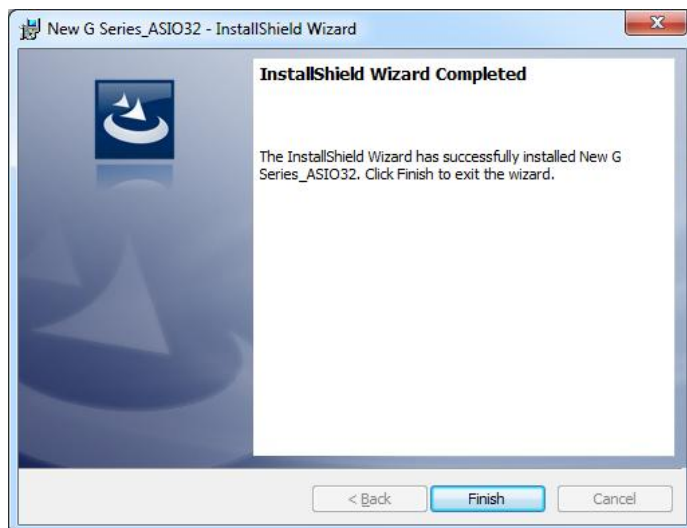 New G Series_ASIO32 - InstallShield Wizard
InstallShield Wizard Completed
The InstallShield Wizard has successfully installed New G
Series_ASIO32. Click Finish to exit the wizard.
< Back
Finish
Cancel